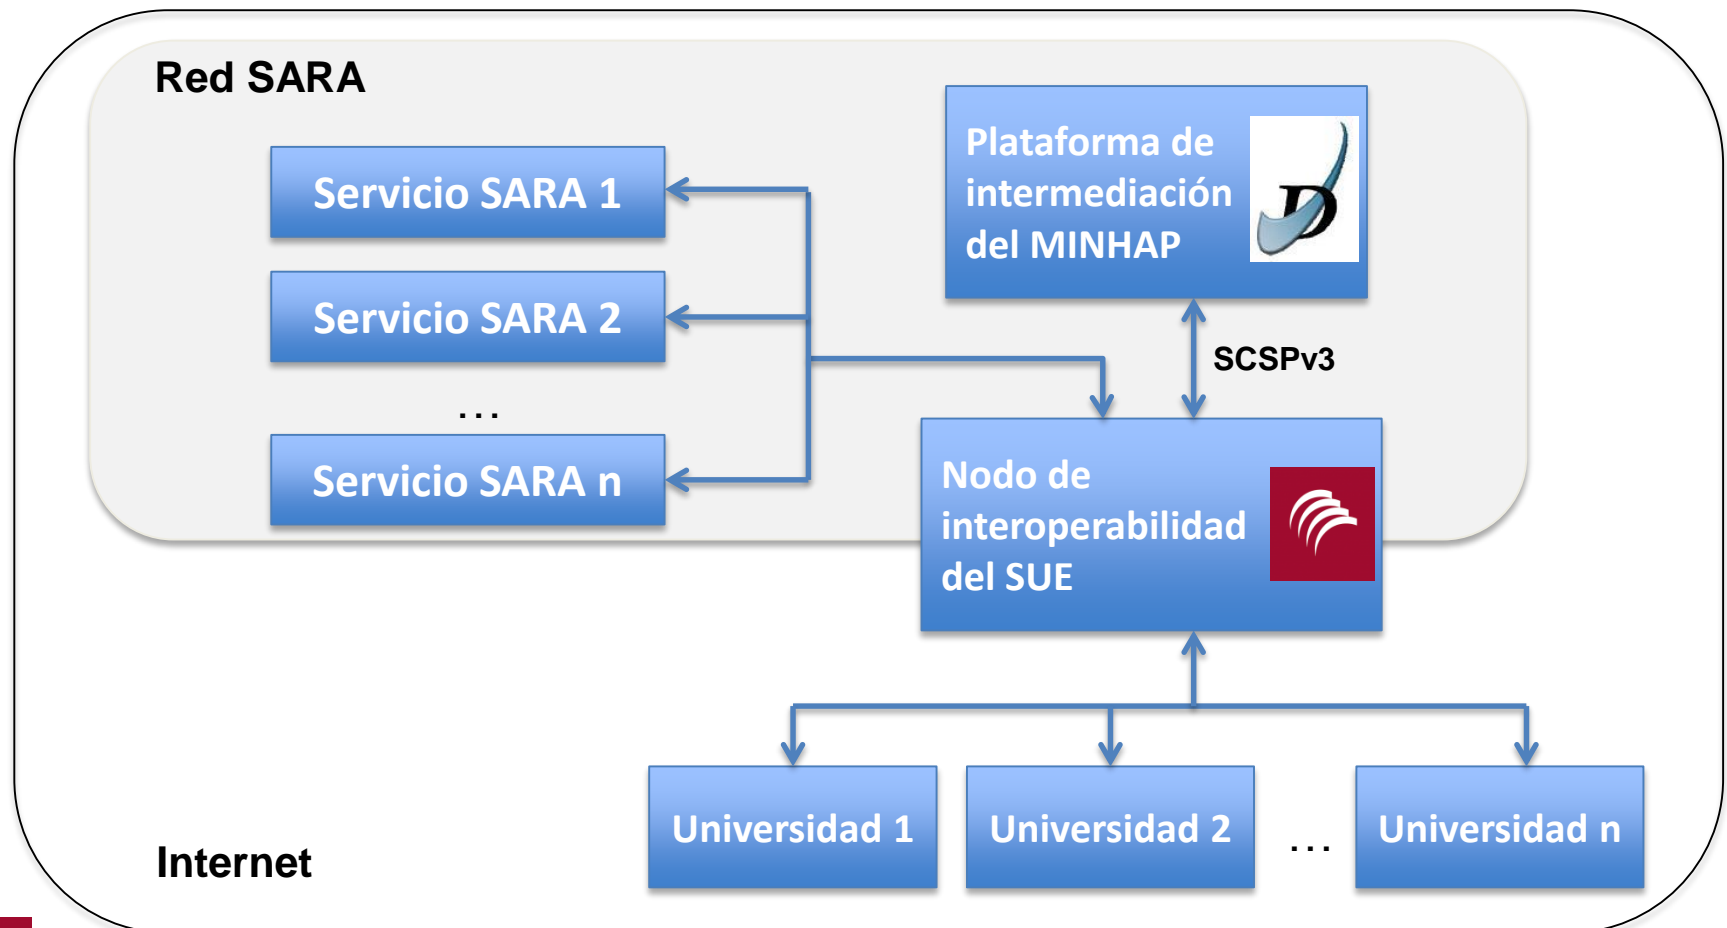 Red SARA
Servicio SARA 1
Servicio SARA 2
...
Servicio SARA n
Plataforma de
intermediación
del MINHAP
D
SCSPv3
Nodo de
interoperabilidad
del SUE
Universidad 1
Universidad 2
...
Universidad n
Internet